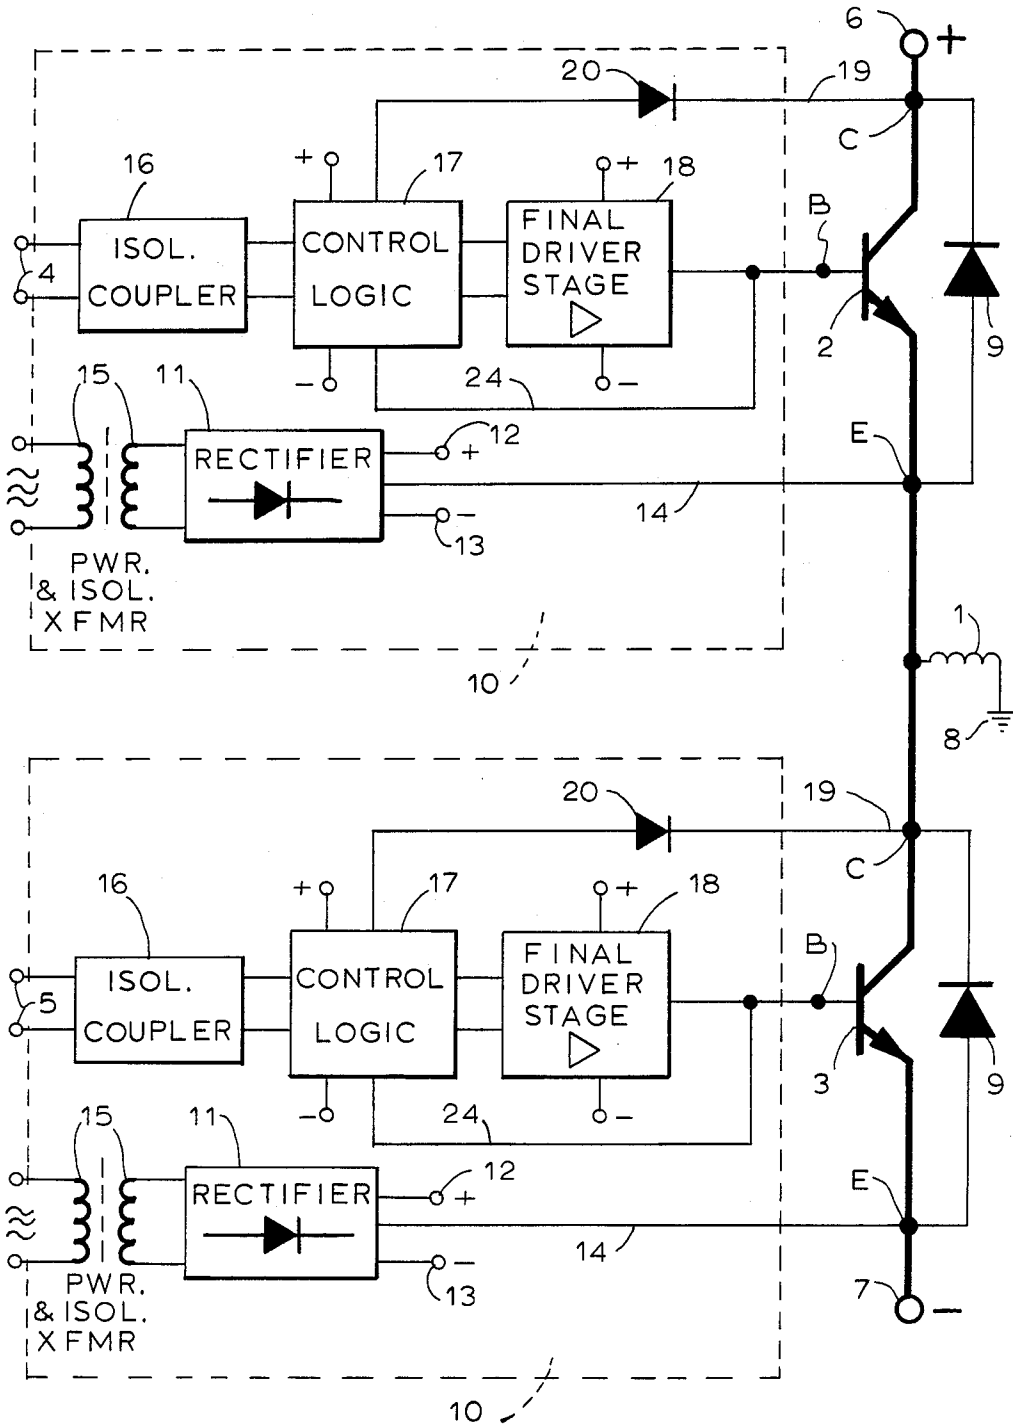 6
+
20
19
C
16
+
17
+
18
ISOL.
COUPLER
CONTROL
LOGIC
FINAL
DRIVER
STAGE
B
4
2
9
−
−
24
15
11
12
+
E
RECTIFIER
14
−
13
PWR.
& ISOL.
XFMR
1
10
8
20
19
C
16
+
17
+
18
ISOL.
COUPLER
CONTROL
LOGIC
FINAL
DRIVER
STAGE
B
5
3
9
−
−
24
15
11
12
+
E
RECTIFIER
14
−
13
PWR.
& ISOL.
XFMR
7
−
10